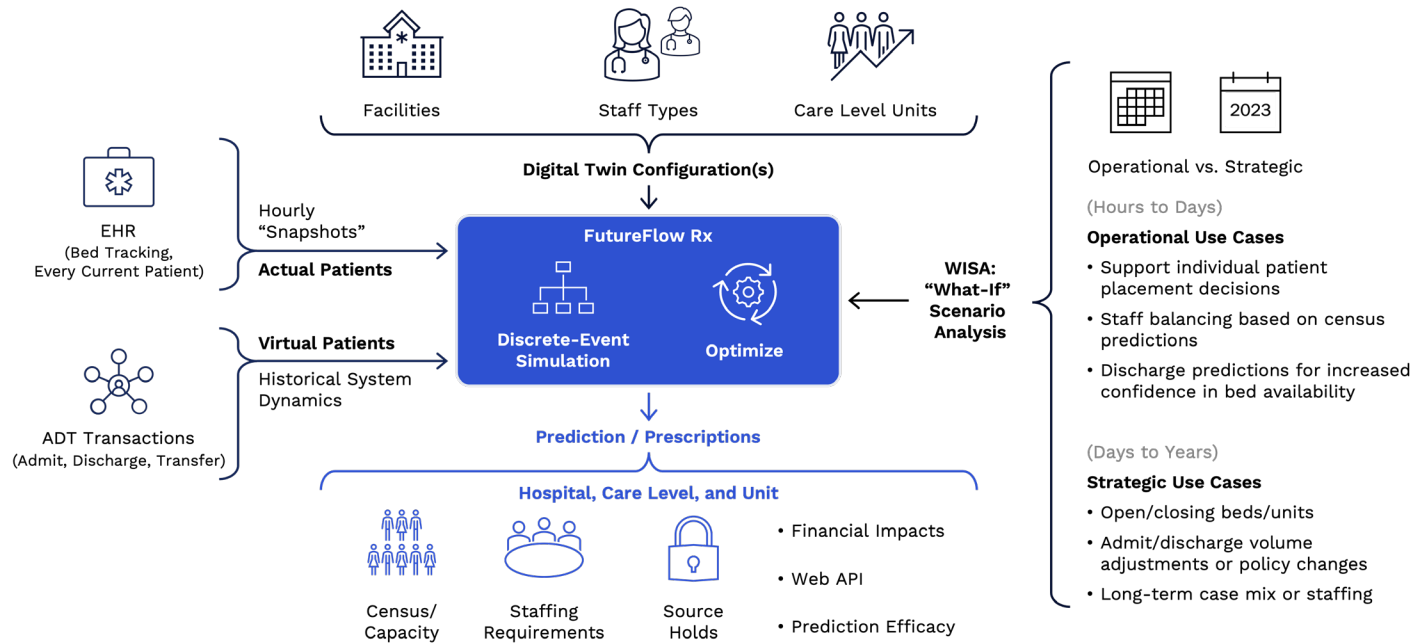 Facilities
Staff Types
Care Level Units
Digital Twin Configuration(s)
EHR
(Bed Tracking,
Every Current Patient)
Hourly
“Snapshots”
Actual Patients
ADT Transactions
(Admit, Discharge, Transfer)
Virtual Patients
Historical System
Dynamics
FutureFlow Rx
Discrete-Event
Simulation
Optimize
WISA:
“What-If”
Scenario
Analysis
2023
Operational vs. Strategic
(Hours to Days)
Operational Use Cases
• Support individual patient
placement decisions
• Staff balancing based on census
predictions
• Discharge predictions for increased
confidence in bed availability
(Days to Years)
Strategic Use Cases
• Open/closing beds/units
• Admit/discharge volume
adjustments or policy changes
• Long-term case mix or staffing
Prediction / Prescriptions
Hospital, Care Level, and Unit
Census/
Capacity
Staffing
Requirements
Source
Holds
• Financial Impacts
• Web API
• Prediction Efficacy